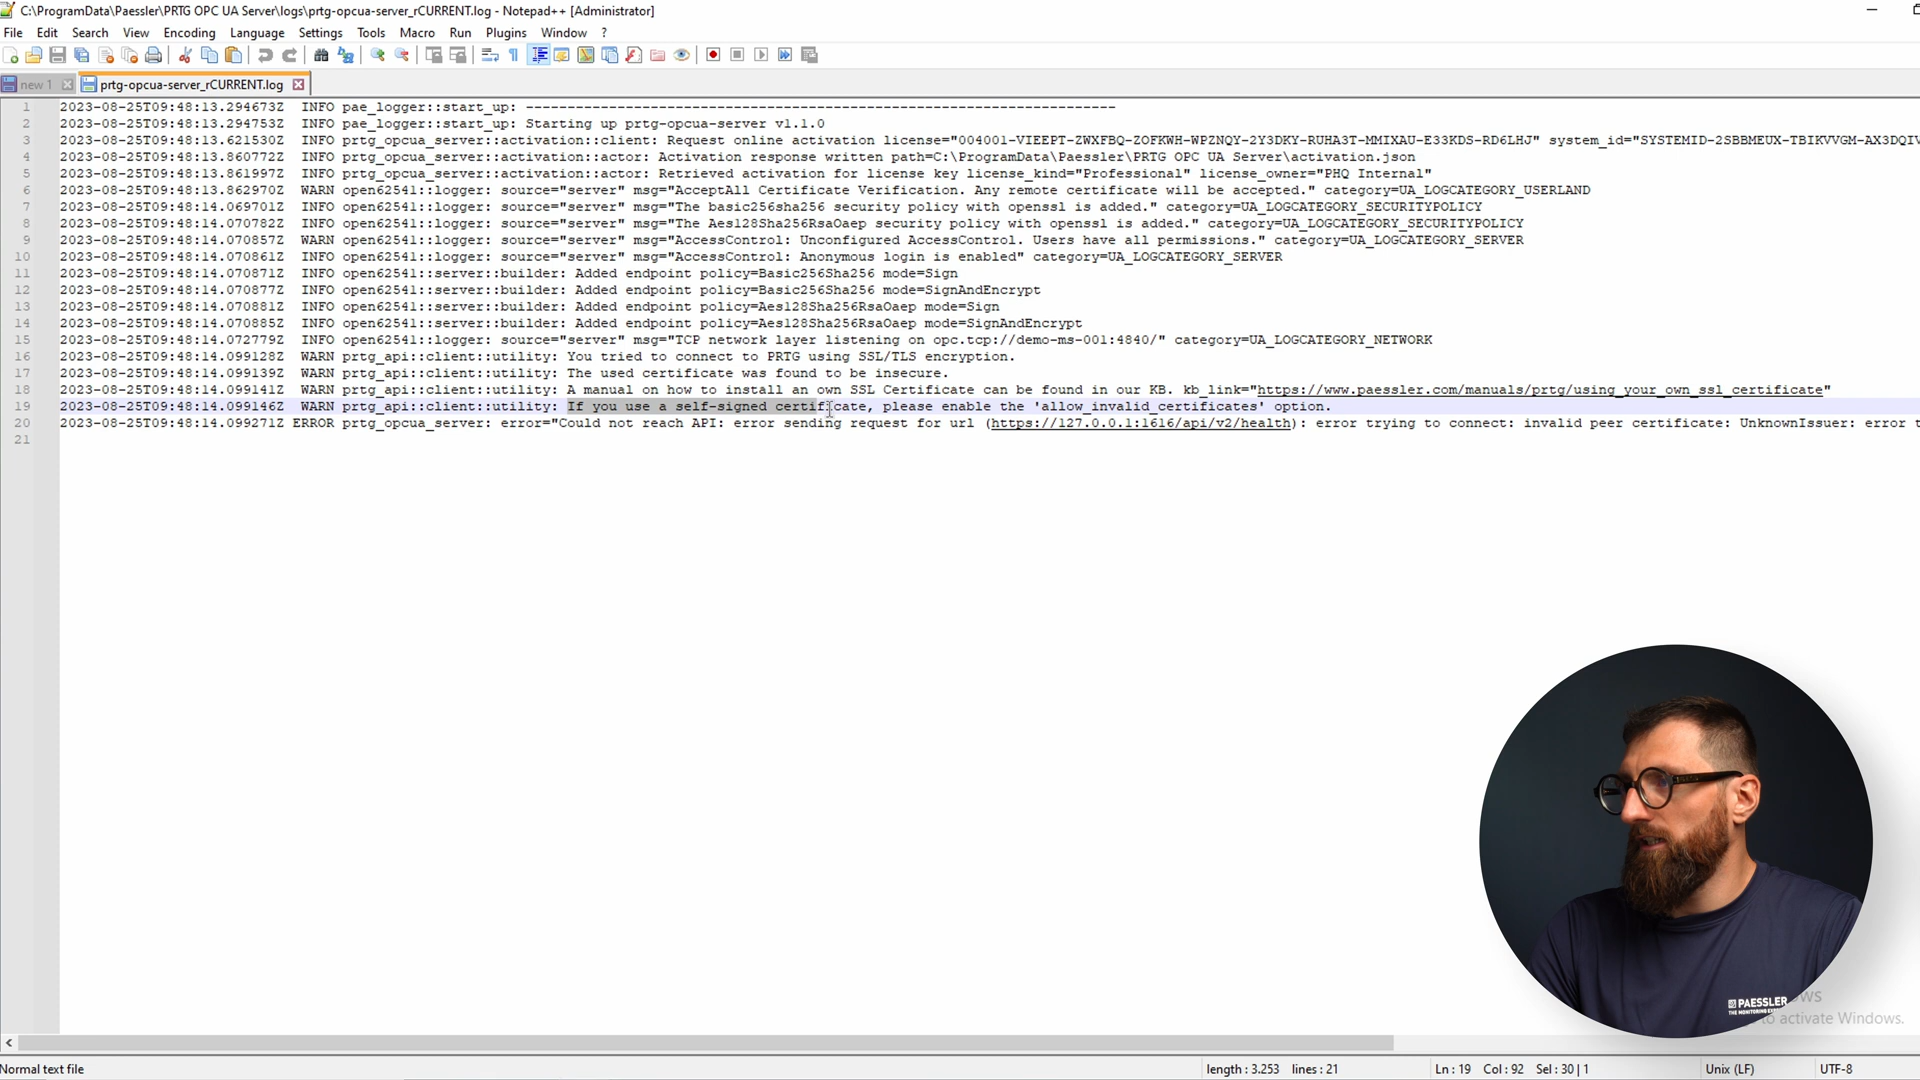 C:\ProgramData\Paessler\PRTG OPC UA Server\logs\prtg-opcua-server_rCURRENT.log - Notepad++ [Administrator]
File Edit Search View Encoding Language Settings Tools Macro Run Plugins Window ?
new 1 prtg-opcua-server_rCURRENT.log
1 2023-08-25T09:48:13.294673Z INFO pae_logger::start_up: -----------------------------------------------------------------------
2 2023-08-25T09:48:13.294753Z INFO pae_logger::start_up: Starting up prtg-opcua-server v1.1.0
3 2023-08-25T09:48:13.621530Z INFO prtg_opcua_server::activation::client: Request online activation license="004001-VIEEPT-ZWXFBQ-ZOFKWH-WPZNQY-2Y3DKY-RUHA3T-MMIXAU-E33KDS-RD6LHJ" system_id="SYSTEMID-2SBBMEUX-TBIKVVGM-AX3DQIV
4 2023-08-25T09:48:13.860772Z INFO prtg_opcua_server::activation::actor: Activation response written path=C:\ProgramData\Paessler\PRTG OPC UA Server\activation.json
5 2023-08-25T09:48:13.861997Z INFO prtg_opcua_server::activation::actor: Retrieved activation for license key license_kind="Professional" license_owner="PHQ Internal"
6 2023-08-25T09:48:13.862970Z WARN open62541::logger: source="server" msg="AcceptAll Certificate Verification. Any remote certificate will be accepted." category=UA_LOGCATEGORY_USERLAND
7 2023-08-25T09:48:14.069701Z INFO open62541::logger: source="server" msg="The basic256sha256 security policy with openssl is added." category=UA_LOGCATEGORY_SECURITYPOLICY
8 2023-08-25T09:48:14.070782Z INFO open62541::logger: source="server" msg="The Aes128Sha256RsaOaep security policy with openssl is added." category=UA_LOGCATEGORY_SECURITYPOLICY
9 2023-08-25T09:48:14.070857Z WARN open62541::logger: source="server" msg="AccessControl: Unconfigured AccessControl. Users have all permissions." category=UA_LOGCATEGORY_SERVER
10 2023-08-25T09:48:14.070861Z INFO open62541::logger: source="server" msg="AccessControl: Anonymous login is enabled" category=UA_LOGCATEGORY_SERVER
11 2023-08-25T09:48:14.070871Z INFO open62541::server::builder: Added endpoint policy=Basic256Sha256 mode=Sign
12 2023-08-25T09:48:14.070877Z INFO open62541::server::builder: Added endpoint policy=Basic256Sha256 mode=SignAndEncrypt
13 2023-08-25T09:48:14.070881Z INFO open62541::server::builder: Added endpoint policy=Aes128Sha256RsaOaep mode=Sign
14 2023-08-25T09:48:14.070885Z INFO open62541::server::builder: Added endpoint policy=Aes128Sha256RsaOaep mode=SignAndEncrypt
15 2023-08-25T09:48:14.072779Z INFO open62541::logger: source="server" msg="TCP network layer listening on opc.tcp://demo-ms-001:4840/" category=UA_LOGCATEGORY_NETWORK
16 2023-08-25T09:48:14.099128Z WARN prtg_api::client::utility: You tried to connect to PRTG using SSL/TLS encryption.
17 2023-08-25T09:48:14.099139Z WARN prtg_api::client::utility: The used certificate was found to be insecure.
18 2023-08-25T09:48:14.099141Z WARN prtg_api::client::utility: A manual on how to install an own SSL Certificate can be found in our KB. kb_link="https://www.paessler.com/manuals/prtg/using_your_own_ssl_certificate"
19 2023-08-25T09:48:14.099146Z WARN prtg_api::client::utility: If you use a self-signed certificate, please enable the 'allow_invalid_certificates' option.
20 2023-08-25T09:48:14.099271Z ERROR prtg_opcua_server: error="Could not reach API: error sending request for url (https://127.0.0.1:1616/api/v2/health): error trying to connect: invalid peer certificate: UnknownIssuer: error t
21
PAESSLER
to activate Windows.
Normal text file length : 3.253 lines : 21 Ln : 19 Col : 92 Sel : 30 | 1 Unix (LF) UTF-8